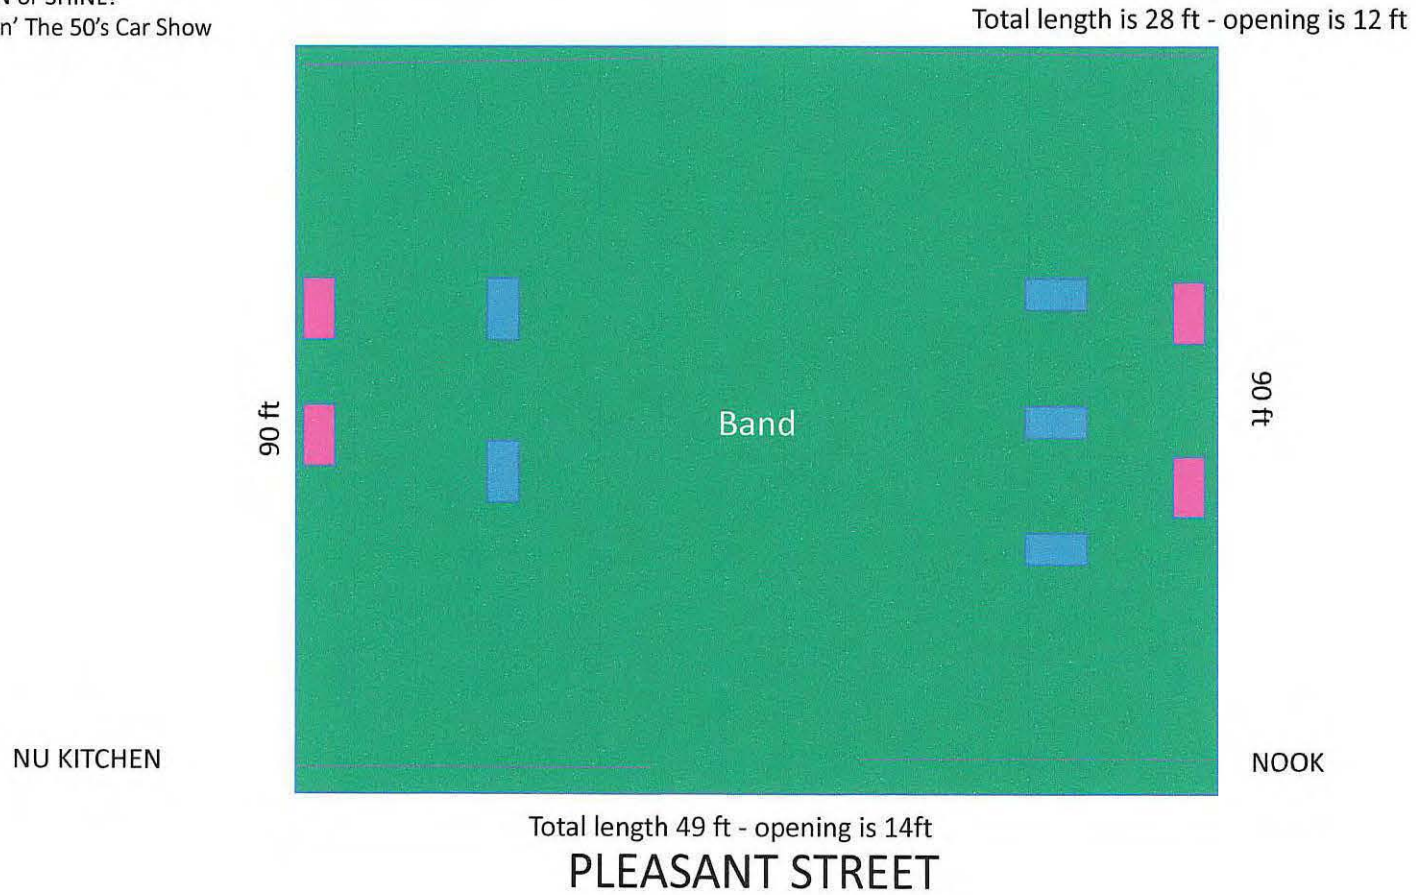 n' The 50's Car Show
Total length is 28 ft - opening is 12 ft
90 ft
Band
90 ft
NU KITCHEN
NOOK
Total length 49 ft - opening is 14ft
PLEASANT STREET